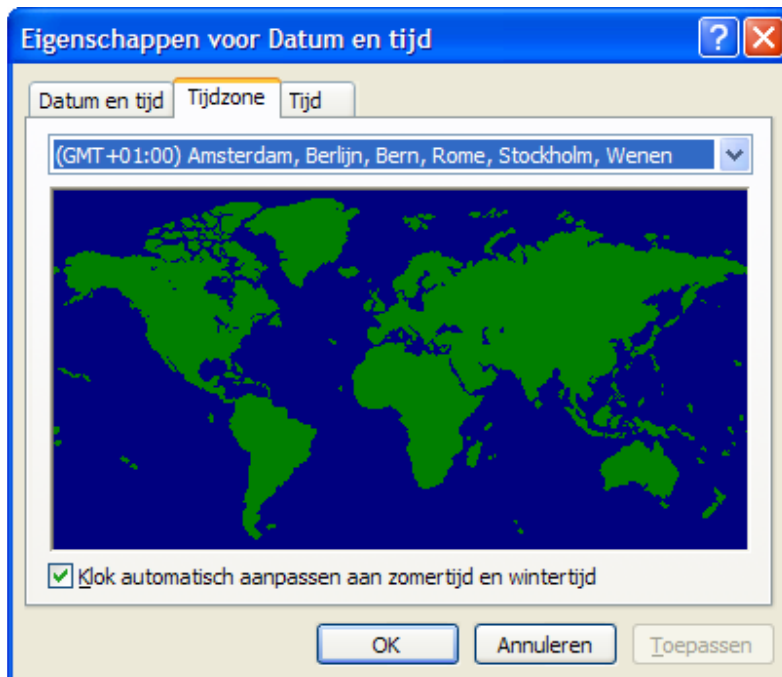 Eigenschappen voor Datum en tijd
Datum en tijd Tijdzone Tijd
(GMT+01:00) Amsterdam, Berlijn, Bern, Rome, Stockholm, Wenen
Klok automatisch aanpassen aan zomertijd en wintertijd
OK Annuleren Toepassen